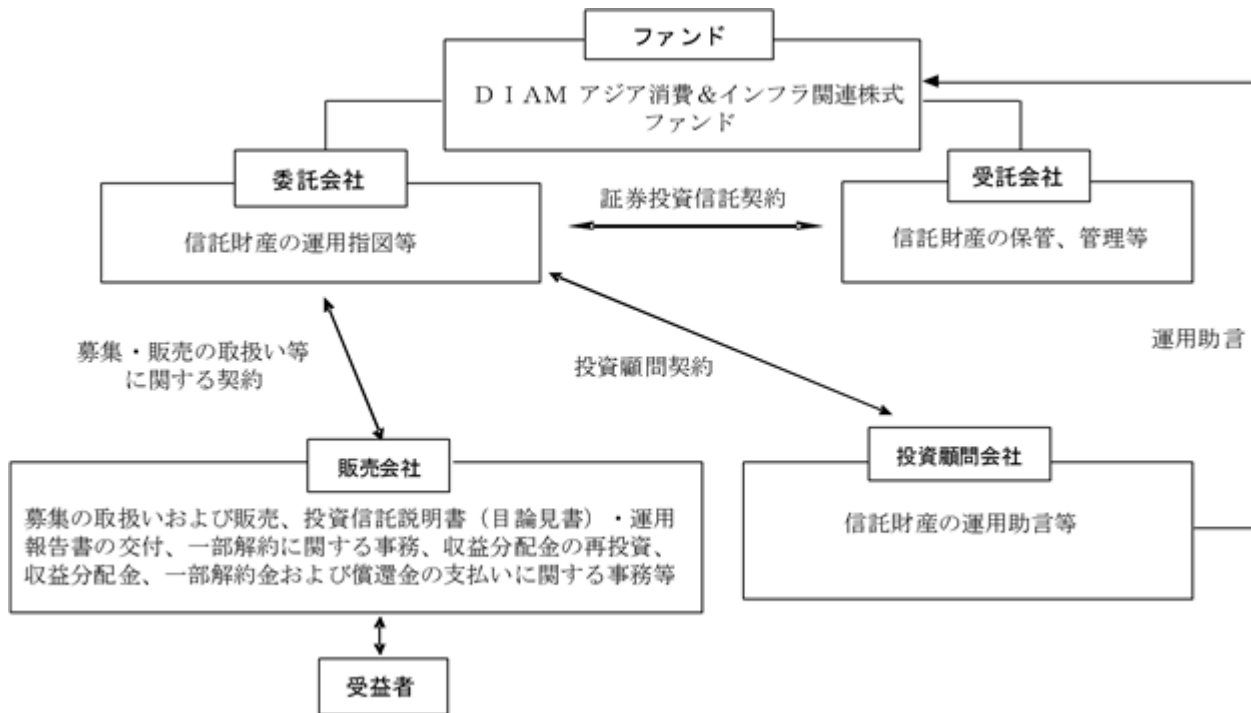 ファンド
ＤＩＡＭ アジア消費＆インフラ関連株式
ファンド
委託会社
信託財産の運用指図等
証券投資信託契約
受託会社
信託財産の保管、管理等
募集・販売の取扱い等
に関する契約
投資顧問契約
運用助言
販売会社
募集の取扱いおよび販売、投資信託説明書（目論見書）・運用
報告書の交付、一部解約に関する事務、収益分配金の再投資、
収益分配金、一部解約金および償還金の支払いに関する事務等
投資顧問会社
信託財産の運用助言等
受益者